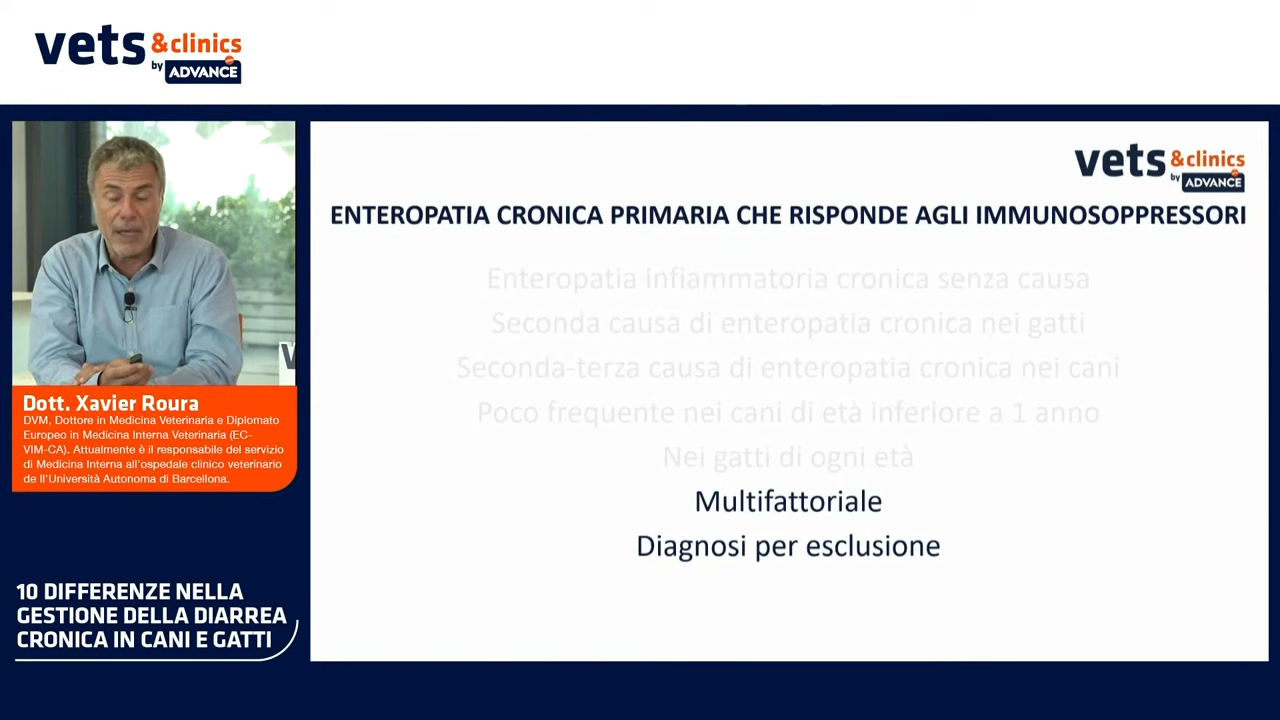 vets &clinics
by ADVANCE
vets &clinics
by ADVANCE
ENTEROPATIA CRONICA PRIMARIA CHE RISPONDE AGLI IMMUNOSOPPRESSORI
Enteropatia infiammatoria cronica senza causa
Seconda causa di enteropatia cronica nei gatti
Seconda-terza causa di enteropatia cronica nei cani
Poco frequente nei cani di età inferiore a 1 anno
Nei gatti di ogni età
Multifattoriale
Diagnosi per esclusione
Dott. Xavier Roura
DVM, Dottore in Medicina Veterinaria e Diplomato
Europeo in Medicina Interna Veterinaria (EC-
VIM-CA). Attualmente è il responsabile del servizio
di Medicina Interna all'ospedale clinico veterinario
de ll'Università Autonoma di Barcellona.
10 DIFFERENZE NELLA
GESTIONE DELLA DIARREA
CRONICA IN CANI E GATTI